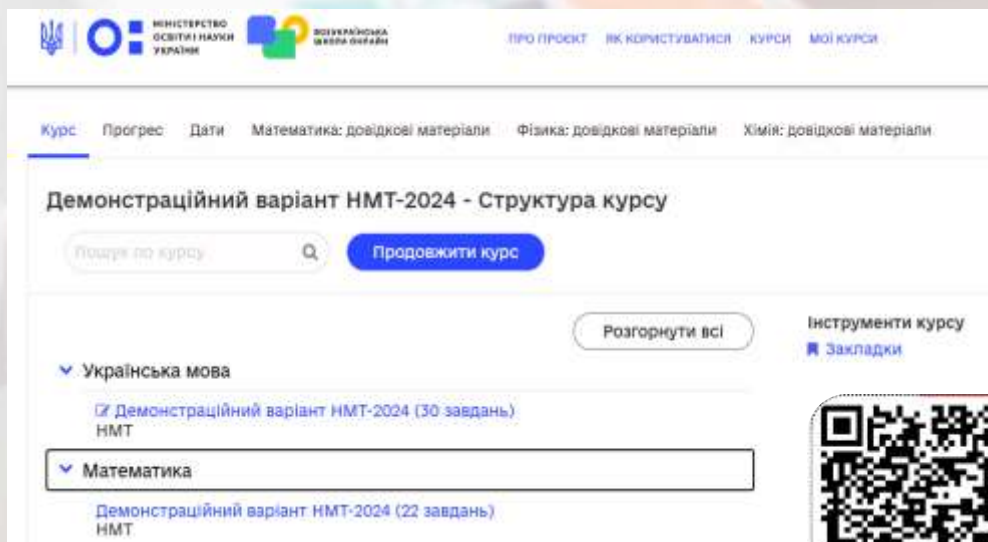 МІНІСТЕРСТВО
ОСВІТИ І НАУКИ
УКРАЇНИ
ВСЕУКРАЇНСЬКА
ШКОЛА ОНЛАЙН
ПРО ПРОЄКТ ЯК КОРИСТУВАТИСЯ КУРСИ МОЇ КУРСИ
Курс Прогрес Дати Математика: довідкові матеріали Фізика: довідкові матеріали Хімія: довідкові матеріали
Демонстраційний варіант НМТ-2024 - Структура курсу
Пошук по курсу Продовжити курс
Розгорнути всі
Інструменти курсу
Закладки
Українська мова
Демонстраційний варіант НМТ-2024 (30 завдань)
НМТ
Математика
Демонстраційний варіант НМТ-2024 (22 завдань)
НМТ